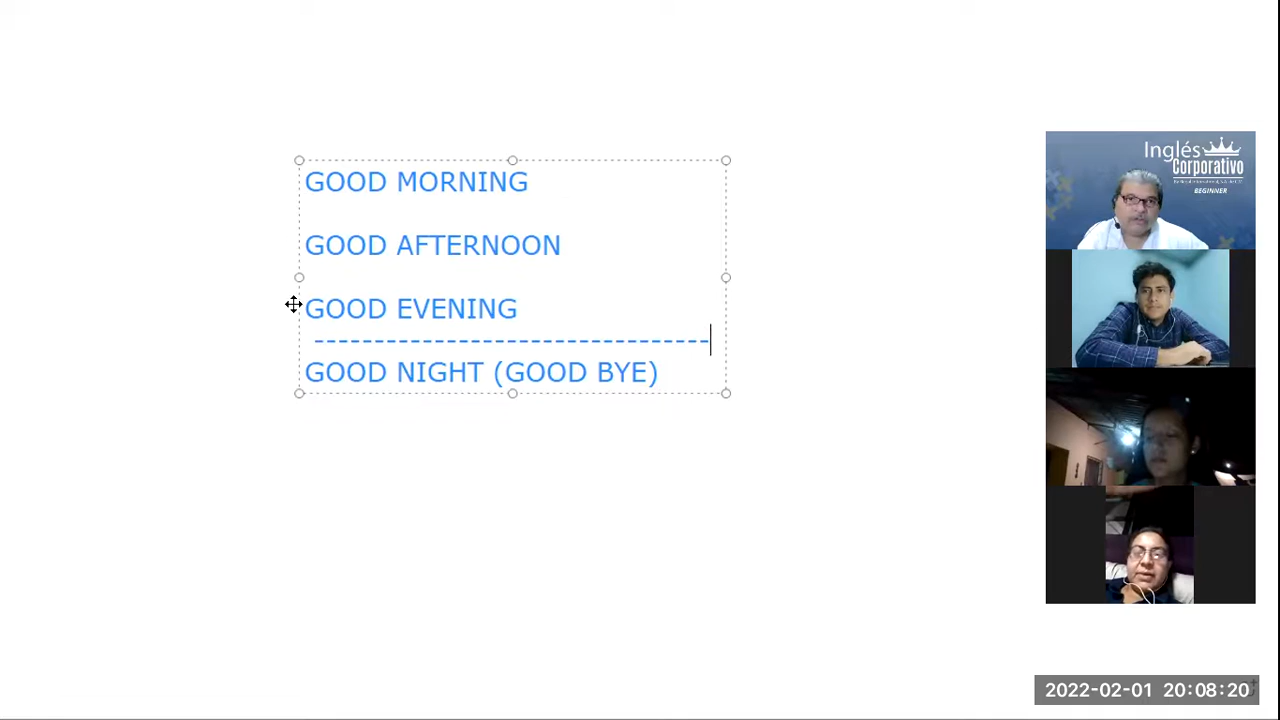 GOOD MORNING
GOOD AFTERNOON
GOOD EVENING
---------------------------------
GOOD NIGHT (GOOD BYE)
Inglés
Corporativo
BEGINNER
2022-02-01 20:08:20